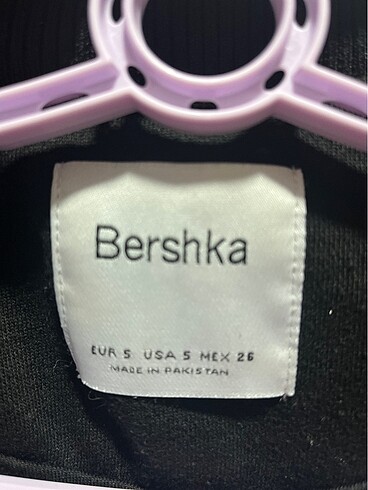 Bershka
EUR S USA S MEX 26
MADE IN PAKISTAN